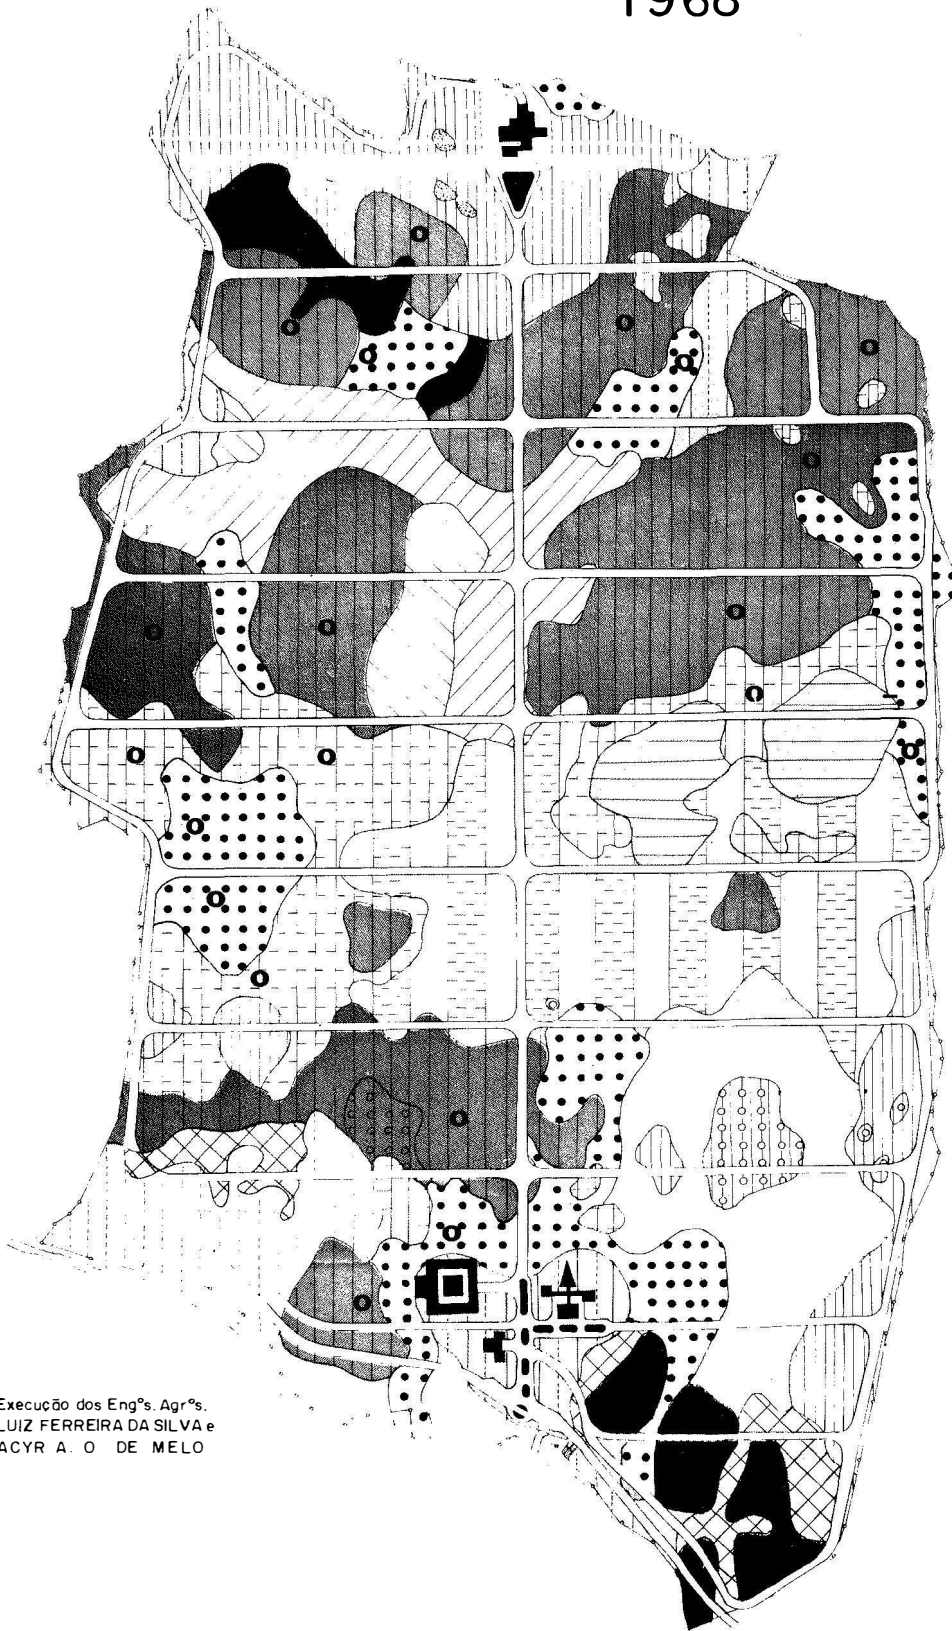 1968
Execução dos Engºs. Agrºs.
LUIZ FERREIRA DA SILVA e
ACYR A. O DE MELO